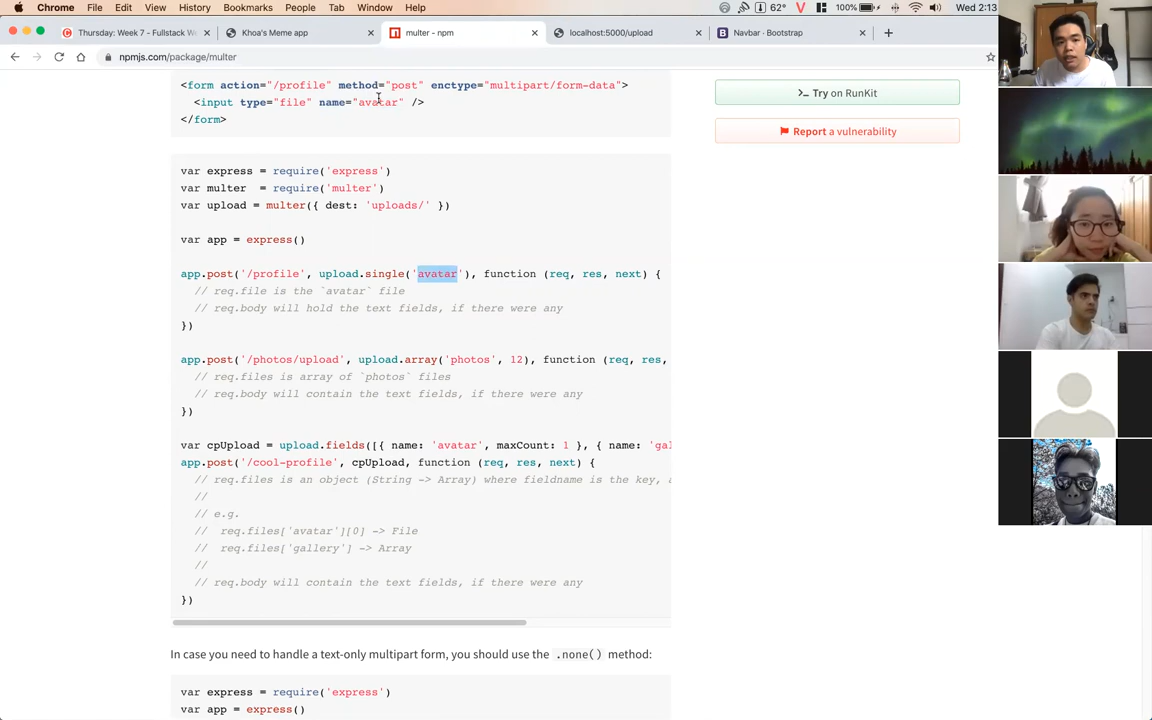 Chrome File Edit View History Bookmarks People Tab Window Help 62° 100% Wed 2:13
Thursday: Week 7 - Fullstack W
Khoa's Meme app
multer - npm
localhost:5000/upload
Navbar · Bootstrap
npmjs.com/package/multer
<form action="/profile" method="post" enctype="multipart/form-data">
<input type="file" name="avatar" />
</form>
Try on RunKit
Report a vulnerability
var express = require('express')
var multer = require('multer')
var upload = multer({ dest: 'uploads/' })
var app = express()
app.post('/profile', upload.single('avatar'), function (req, res, next) {
// req.file is the `avatar` file
// req.body will hold the text fields, if there were any
})
app.post('/photos/upload', upload.array('photos', 12), function (req, res,
// req.files is array of `photos` files
// req.body will contain the text fields, if there were any
})
var cpUpload = upload.fields([{ name: 'avatar', maxCount: 1 }, { name: 'gal
app.post('/cool-profile', cpUpload, function (req, res, next) {
// req.files is an object (String -> Array) where fieldname is the key, a
//
// e.g.
// req.files['avatar'][0] -> File
// req.files['gallery'] -> Array
//
// req.body will contain the text fields, if there were any
})
In case you need to handle a text-only multipart form, you should use the .none() method:
var express = require('express')
var app = express()